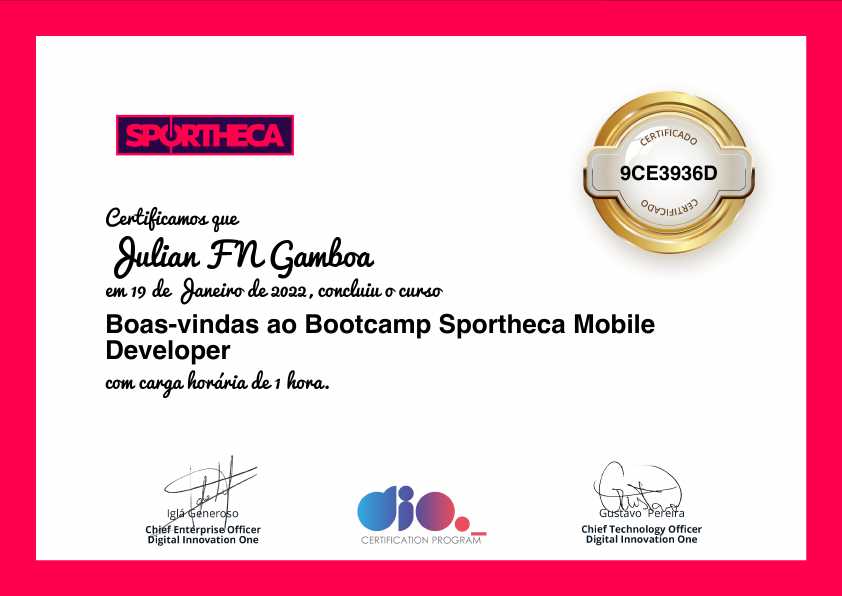 SPORTHECA
CERTIFICADO
9CE3936D
CERTIFICADO
Certificamos que
Julian FN Gamboa
em 19 de Janeiro de 2022, concluiu o curso
Boas-vindas ao Bootcamp Sportheca Mobile
Developer
com carga horária de 1 hora.
Iglá Generoso
Chief Enterprise Officer
Digital Innovation One
dio._
CERTIFICATION PROGRAM
Gustavo Pereira
Chief Technology Officer
Digital Innovation One